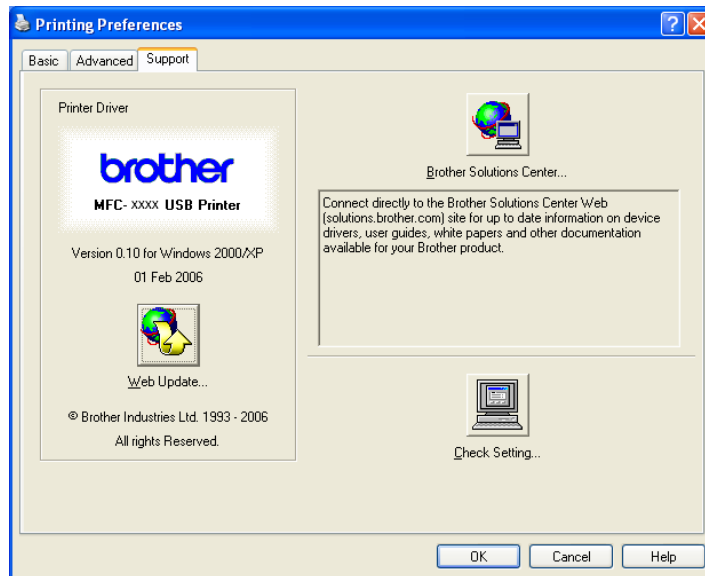 Printing Preferences
Basic
Advanced
Support
Printer Driver
brother
MFC- xxxx USB Printer
Version 0.10 for Windows 2000/XP
01 Feb 2006
Web Update...
© Brother Industries Ltd. 1993 - 2006
All rights Reserved.
Brother Solutions Center...
Connect directly to the Brother Solutions Center Web
(solutions.brother.com) site for up to date information on device
drivers, user guides, white papers and other documentation
available for your Brother product.
Check Setting...
OK
Cancel
Help